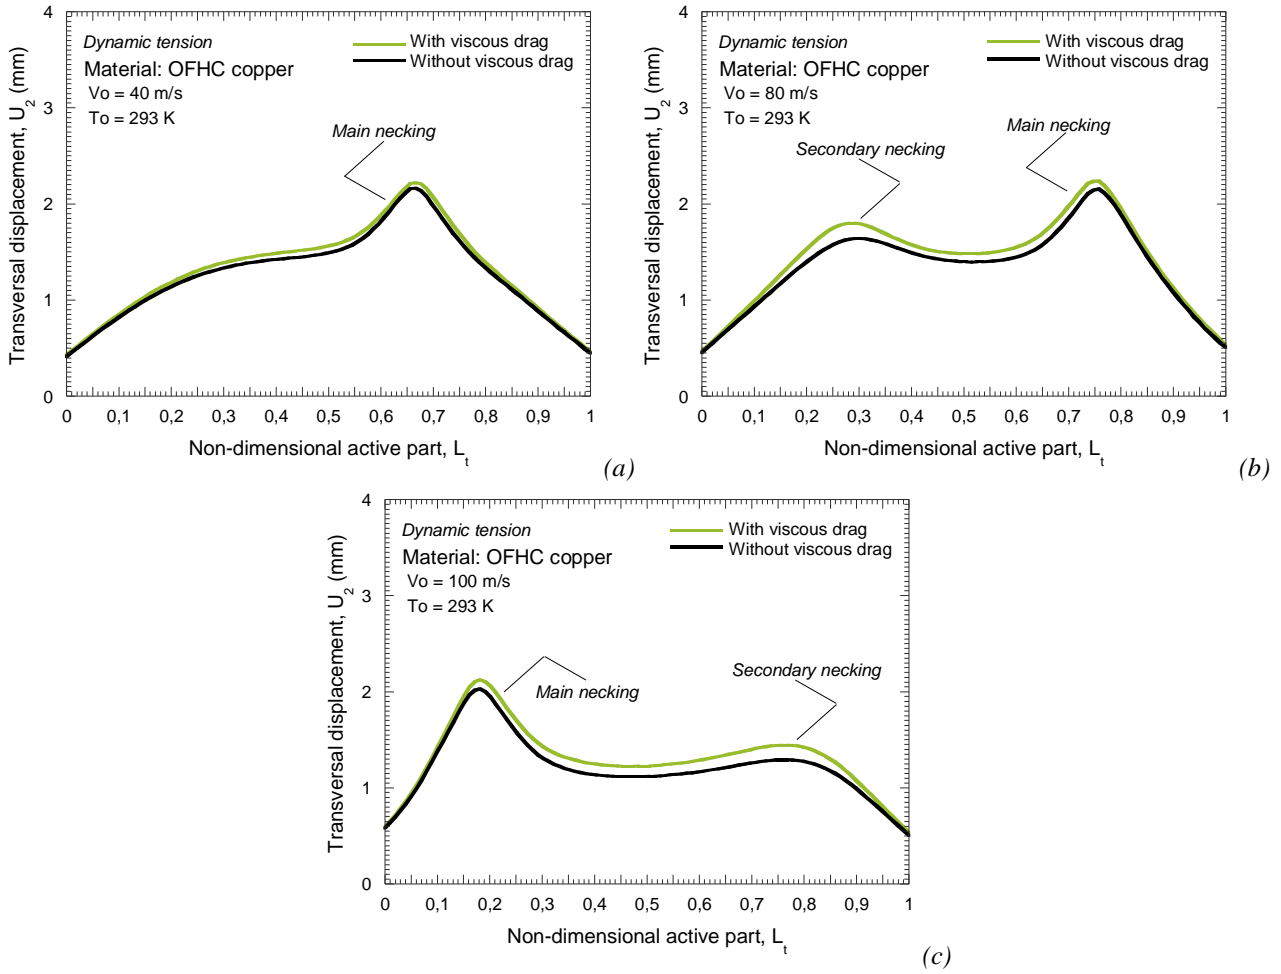 4
3
2
1
0
Transversal displacement, U_2 (mm)
Dynamic tension
Material: OFHC copper
Vo = 40 m/s
To = 293 K
With viscous drag
Without viscous drag
Main necking
0 0,1 0,2 0,3 0,4 0,5 0,6 0,7 0,8 0,9 1
Non-dimensional active part, L_t
(a)
4
3
2
1
0
Transversal displacement, U_2 (mm)
Dynamic tension
Material: OFHC copper
Vo = 80 m/s
To = 293 K
With viscous drag
Without viscous drag
Main necking
Secondary necking
0 0,1 0,2 0,3 0,4 0,5 0,6 0,7 0,8 0,9 1
Non-dimensional active part, L_t
(b)
4
3
2
1
0
Transversal displacement, U_2 (mm)
Dynamic tension
Material: OFHC copper
Vo = 100 m/s
To = 293 K
With viscous drag
Without viscous drag
Secondary necking
Main necking
0 0,1 0,2 0,3 0,4 0,5 0,6 0,7 0,8 0,9 1
Non-dimensional active part, L_t
(c)